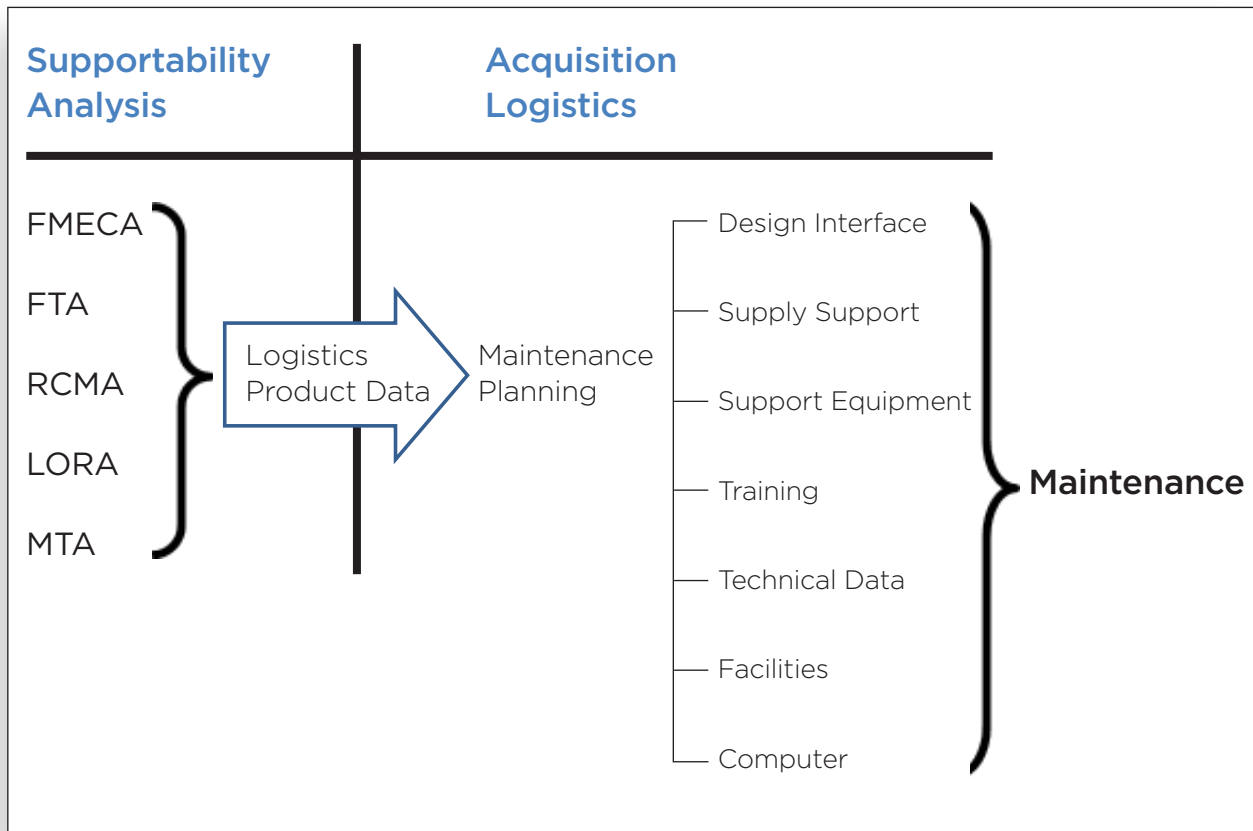 Supportability
Analysis
Acquisition
Logistics
FMECA
FTA
RCMA
LORA
MTA
Logistics
Product Data
Maintenance
Planning
Design Interface
Supply Support
Support Equipment
Training
Technical Data
Facilities
Computer
Maintenance